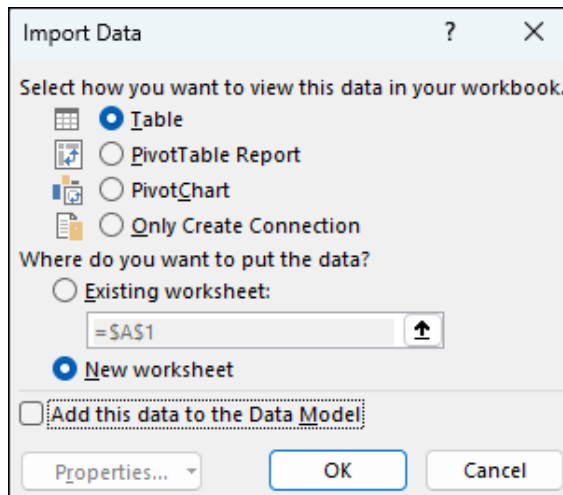 Import Data ?
Select how you want to view this data in your workbook.
Table
PivotTable Report
PivotChart
Only Create Connection
Where do you want to put the data?
Existing worksheet:
=$A$1
New worksheet
Add this data to the Data Model
Properties... OK Cancel